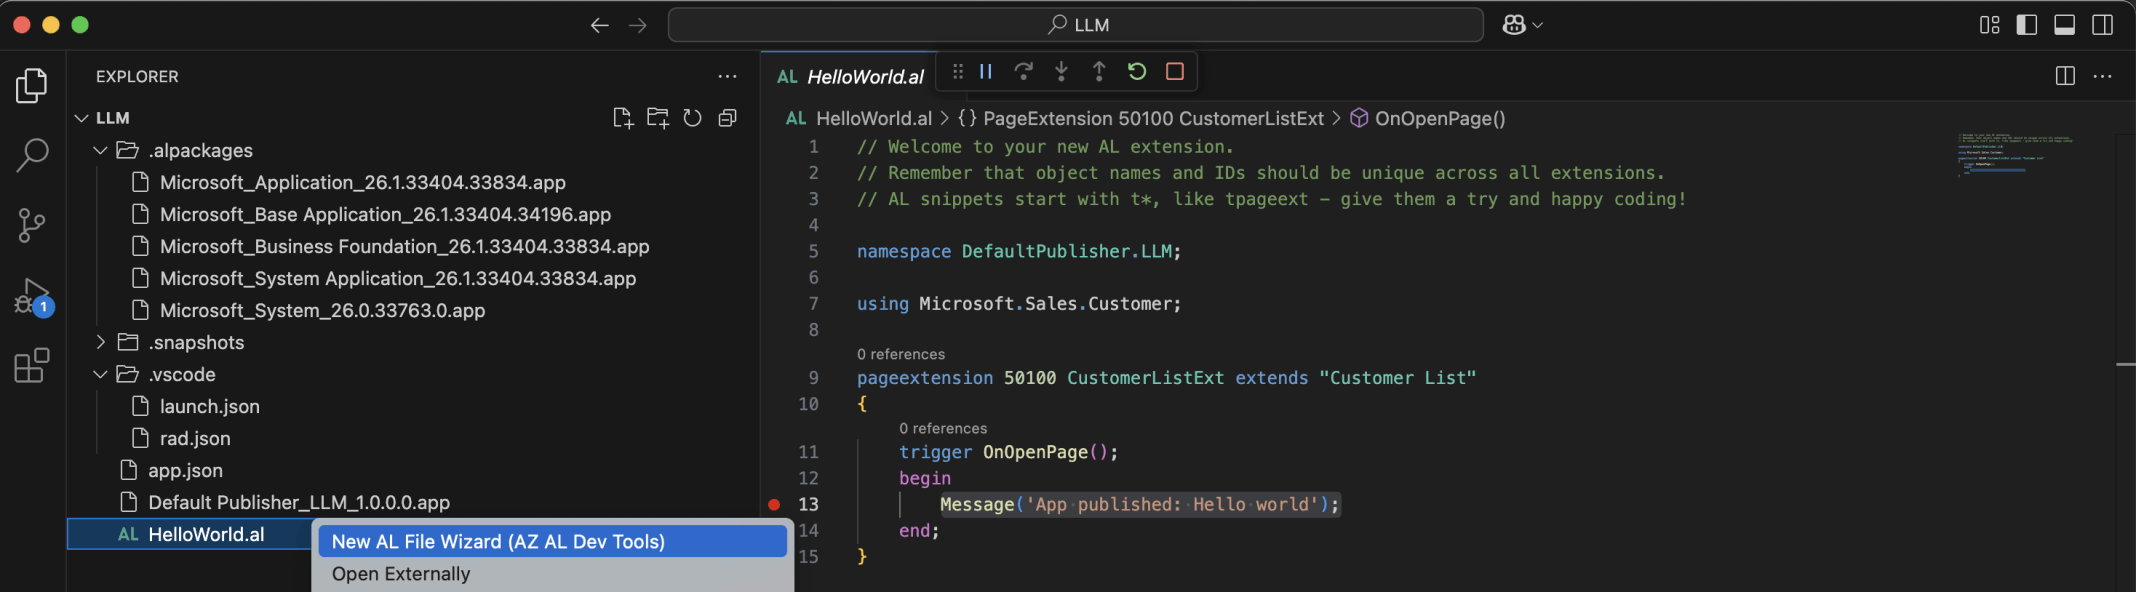 LLM
EXPLORER
LLM
.alpackages
Microsoft_Application_26.1.33404.33834.app
Microsoft_Base Application_26.1.33404.34196.app
Microsoft_Business Foundation_26.1.33404.33834.app
Microsoft_System Application_26.1.33404.33834.app
Microsoft_System_26.0.33763.0.app
.snapshots
.vscode
launch.json
rad.json
app.json
Default Publisher_LLM_1.0.0.0.app
AL HelloWorld.al
1
New AL File Wizard (AZ AL Dev Tools)
Open Externally
AL HelloWorld.al
AL HelloWorld.al > {} PageExtension 50100 CustomerListExt > OnOpenPage()
1 // Welcome to your new AL extension.
2 // Remember that object names and IDs should be unique across all extensions.
3 // AL snippets start with t*, like tpageext - give them a try and happy coding!
4
5 namespace DefaultPublisher.LLM;
6
7 using Microsoft.Sales.Customer;
8
0 references
9 pageextension 50100 CustomerListExt extends "Customer List"
10 {
0 references
11 trigger OnOpenPage();
12 begin
13 Message('App published: Hello world');
14 end;
15 }